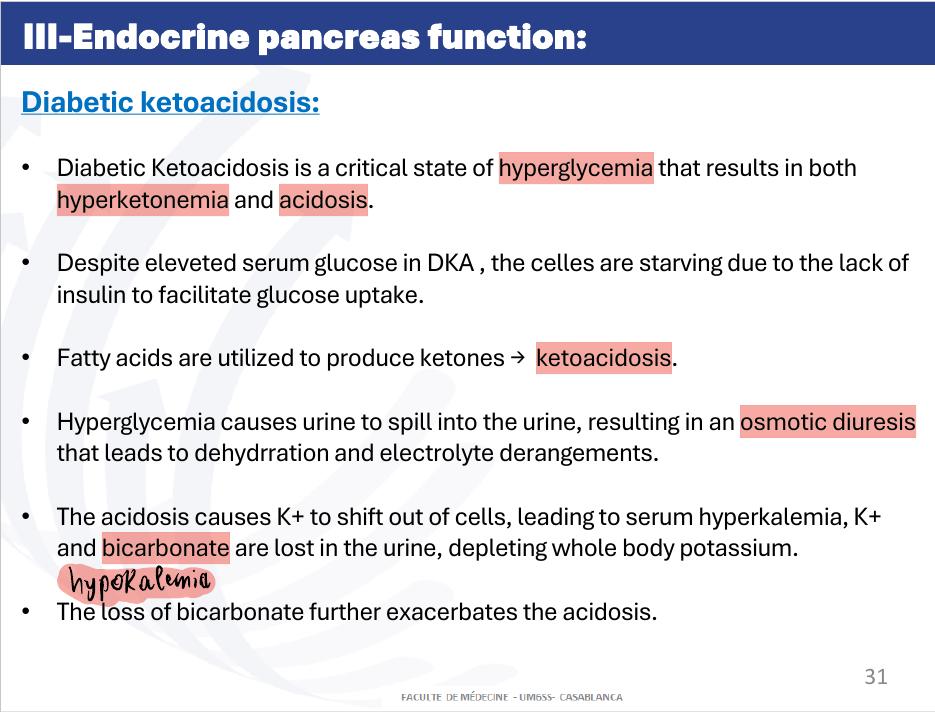 III-Endocrine pancreas function:
Diabetic ketoacidosis:
• Diabetic Ketoacidosis is a critical state of hyperglycemia that results in both
hyperketonemia and acidosis.
• Despite eleveted serum glucose in DKA , the celles are starving due to the lack of
insulin to facilitate glucose uptake.
• Fatty acids are utilized to produce ketones → ketoacidosis.
• Hyperglycemia causes urine to spill into the urine, resulting in an osmotic diuresis
that leads to dehydrration and electrolyte derangements.
• The acidosis causes K+ to shift out of cells, leading to serum hyperkalemia, K+
and bicarbonate are lost in the urine, depleting whole body potassium.
hypokalemia
• The loss of bicarbonate further exacerbates the acidosis.
31
FACULTE DE MÉDECINE - UM6SS- CASABLANCA